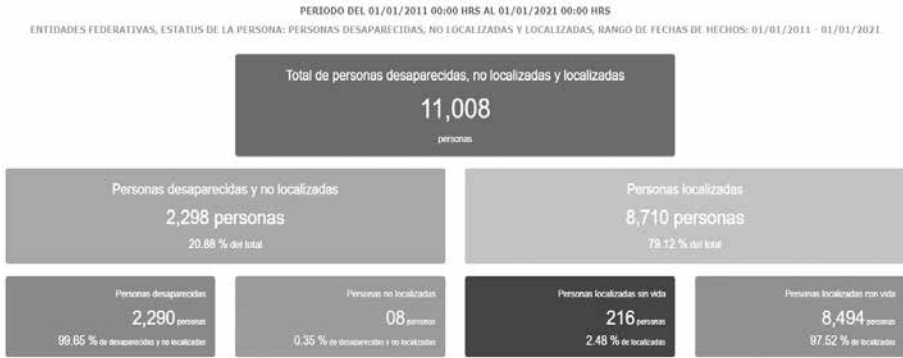 PERIODO DEL 01/01/2011 00:00 HRS AL 01/01/2021 00:00 HRS
ENTIDADES FEDERATIVAS, ESTATUS DE LA PERSONA: PERSONAS DESAPARECIDAS, NO LOCALIZADAS Y LOCALIZADAS, RANGO DE FECHAS DE HECHOS: 01/01/2011 - 01/01/2021
Total de personas desaparecidas, no localizadas y localizadas
11,008
personas
Personas desaparecidas y no localizadas
2,298 personas
20.88 % del total
Personas localizadas
8,710 personas
79.12 % del total
Personas desaparecidas
2,290 personas
99.65 % de desaparecidas y no localizadas
Personas no localizadas
08 personas
0.35 % de desaparecidas y no localizadas
Personas localizadas sin vida
216 personas
2.48 % de localizadas
Personas localizadas con vida
8,494 personas
97.52 % de localizadas